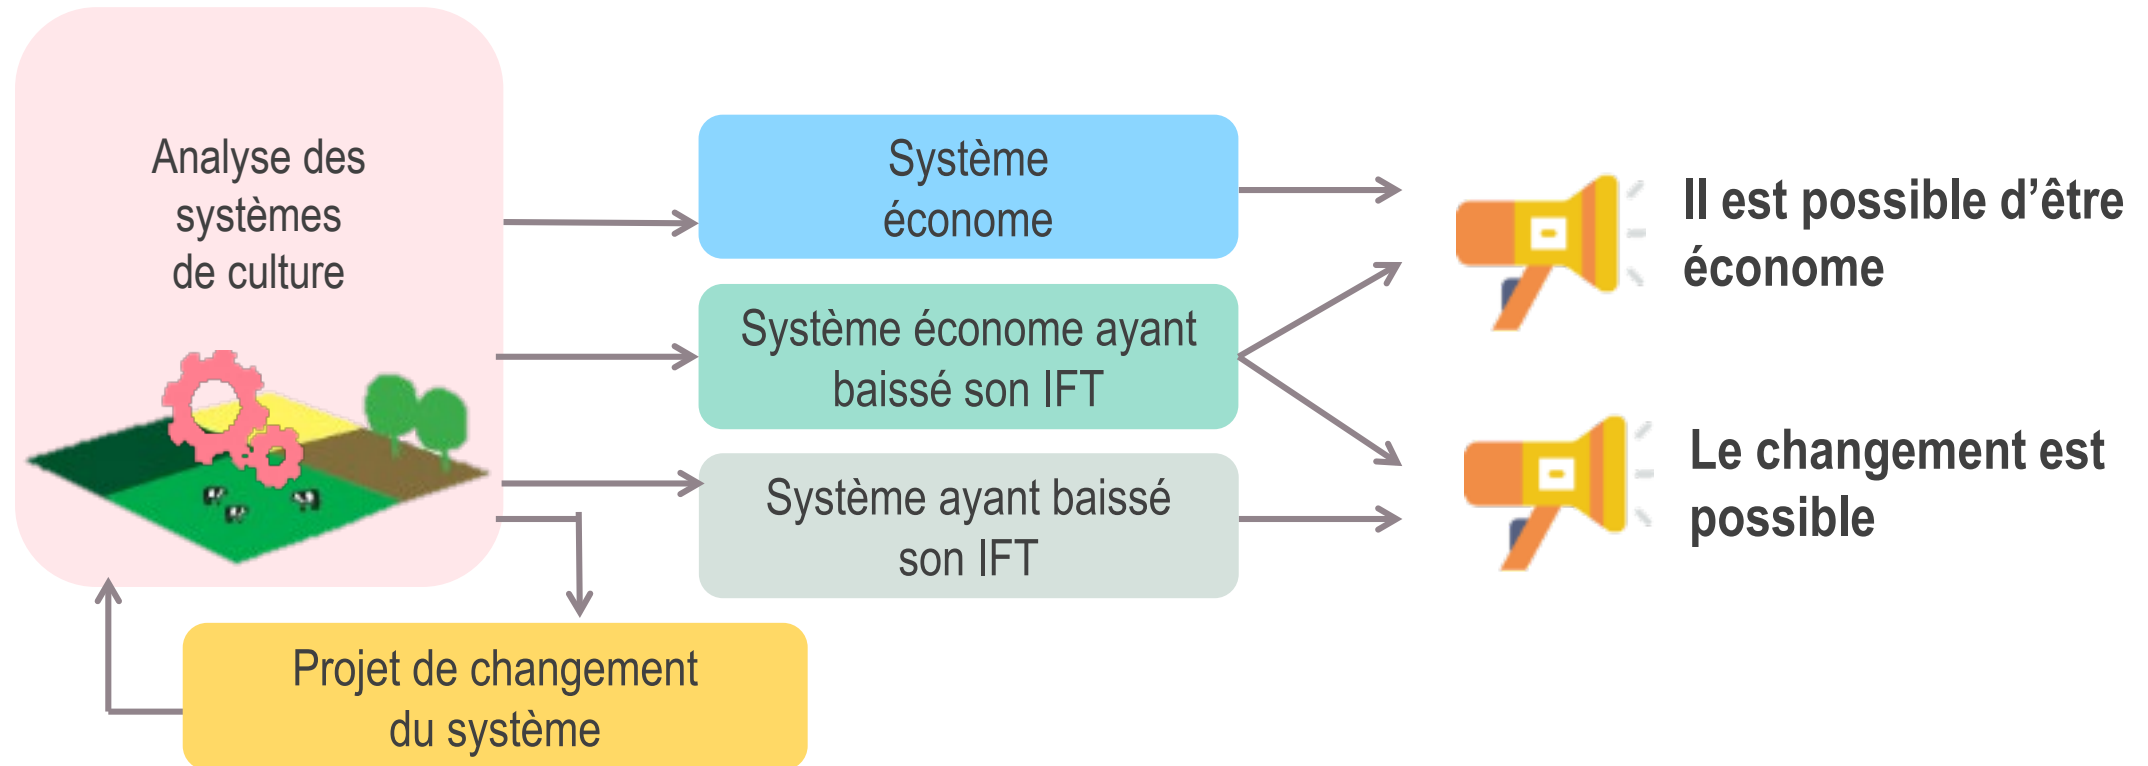 Analyse des
systèmes
de culture
Système
économe
Système économe ayant
baissé son IFT
Système ayant baissé
son IFT
Projet de changement
du système
Il est possible d’être
économe
Le changement est
possible